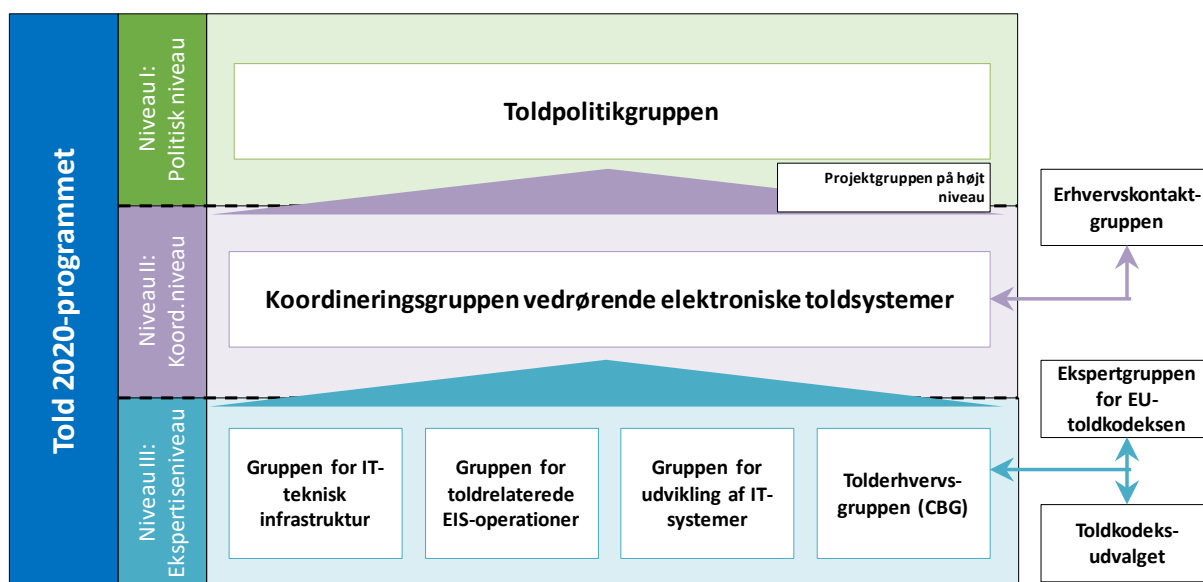 Told 2020-programmet
Niveau I:
Politisk niveau
Toldpolitikgruppen
Projektgruppen på højt
niveau
Niveau II:
Koord.niveau
Koordineringsgruppen vedrørende elektroniske toldsystemer
Erhvervskontakt-
gruppen
Niveau III:
Ekspertiseniveau
Gruppen for IT-
teknisk
infrastruktur
Gruppen for
toldrelaterede
EIS-operationer
Gruppen for
udvikling af IT-
systemer
Tolderhvervs-
gruppen (CBG)
Ekspertgruppen
for EU-
toldkodeksen
Toldkodeks-
udvalget